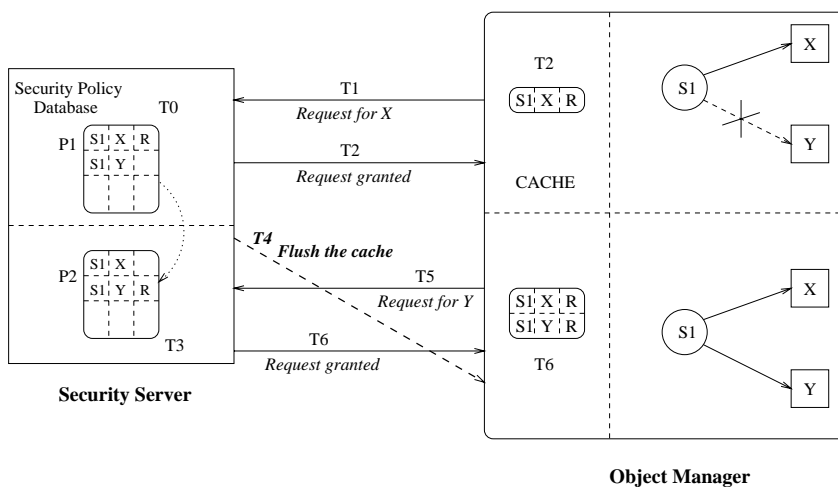 Security Policy
Database
T0
P1
S1 X R
S1 Y
P2
S1 X
S1 Y R
T3
Security Server
T1
Request for X
T2
Request granted
T4
Flush the cache
T5
Request for Y
T6
Request granted
T2
S1 X R
CACHE
S1 X R
S1 Y R
T6
S1
X
Y
S1
X
Y
Object Manager